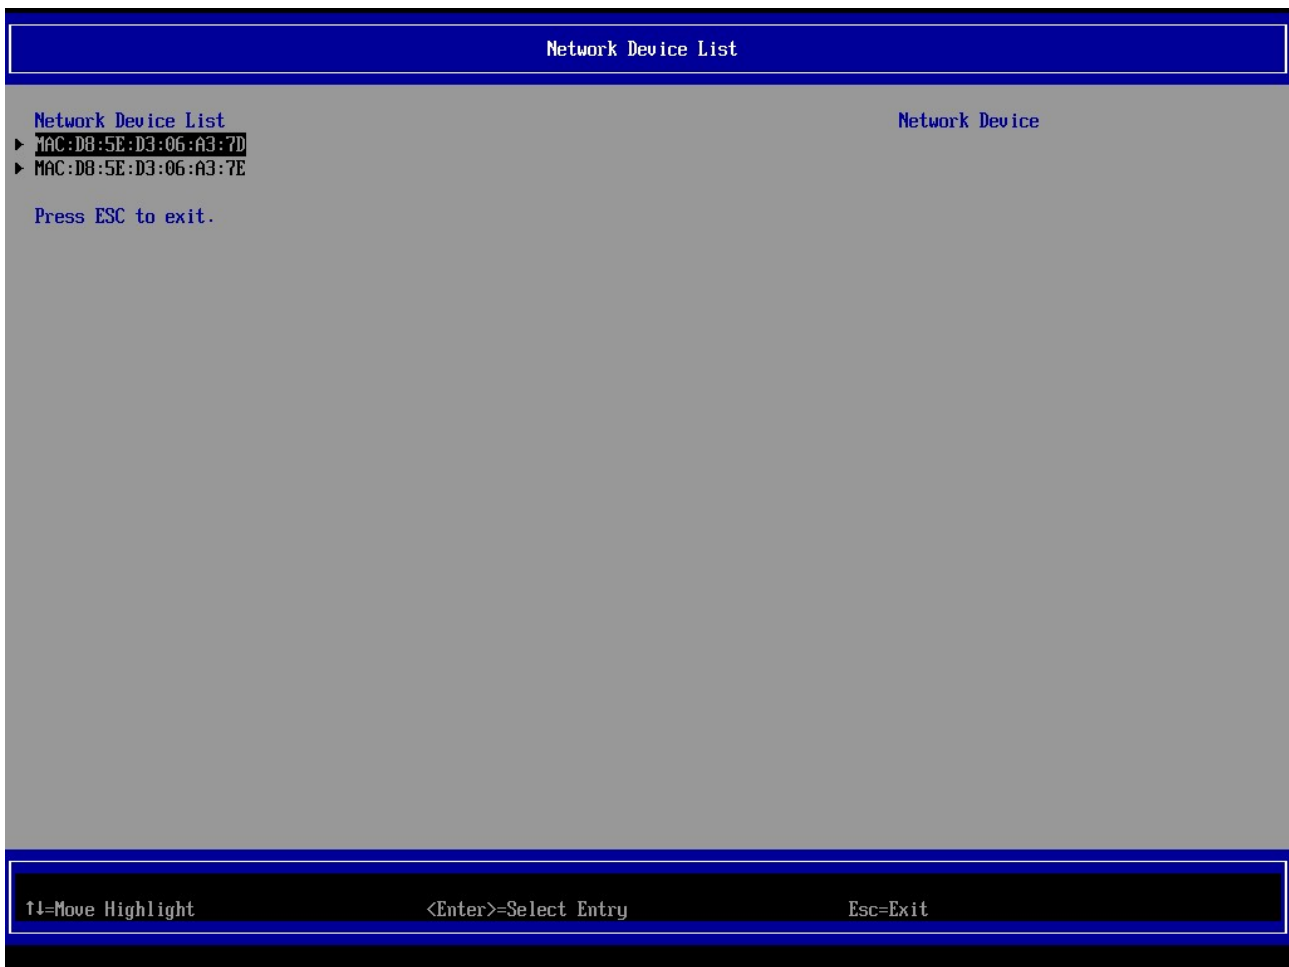 Network Device List
Network Device List
Network Device
► MAC:D8:5E:D3:06:A3:7D
► MAC:D8:5E:D3:06:A3:7E
Press ESC to exit.
↑↓=Move Highlight
<Enter>=Select Entry
Esc=Exit